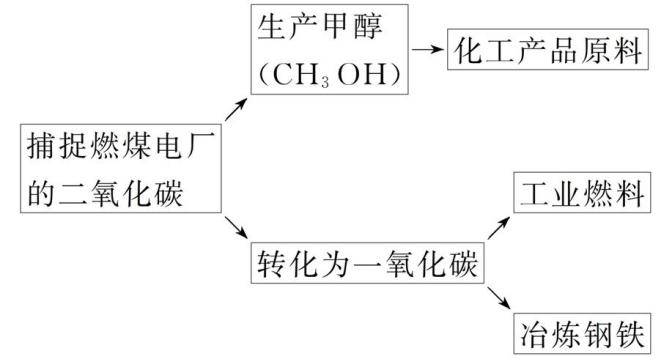 生产甲醇
（CH₃OH）
化工产品原料
捕捉燃煤电厂
的二氧化碳
工业燃料
转化为一氧化碳
冶炼钢铁